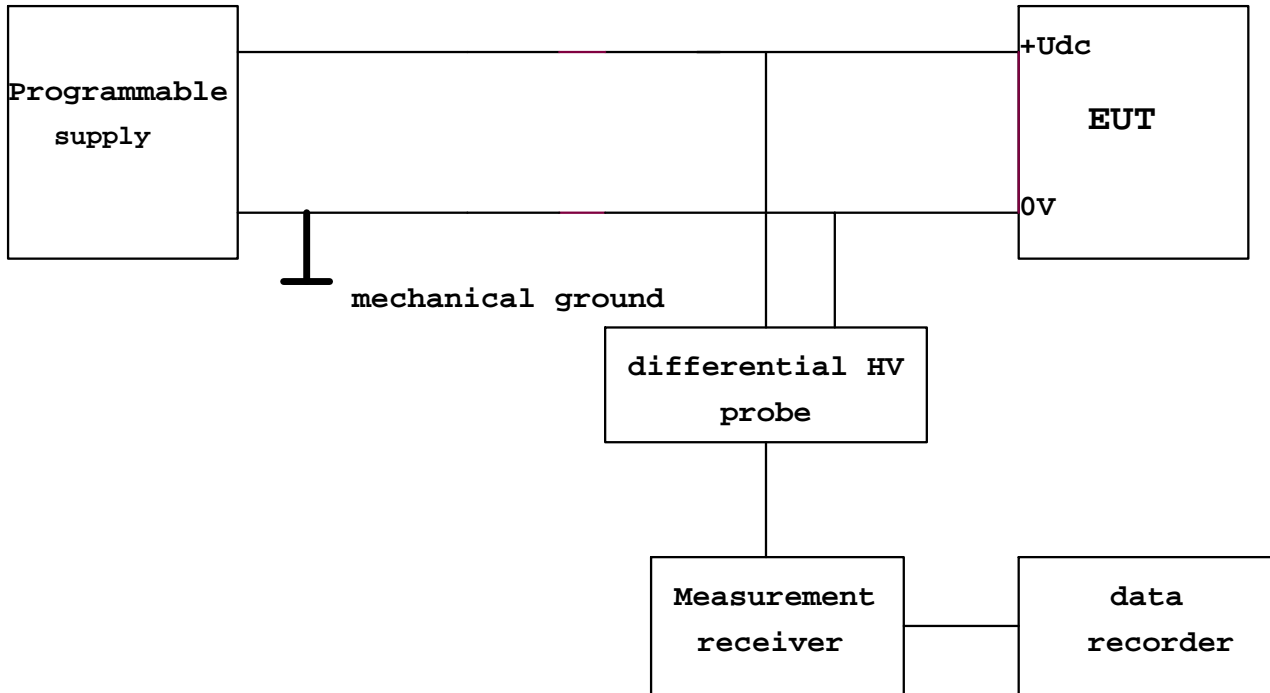 +Udc
Programmable
supply
EUT
0V
mechanical ground
differential HV
probe
Measurement
receiver
data
recorder